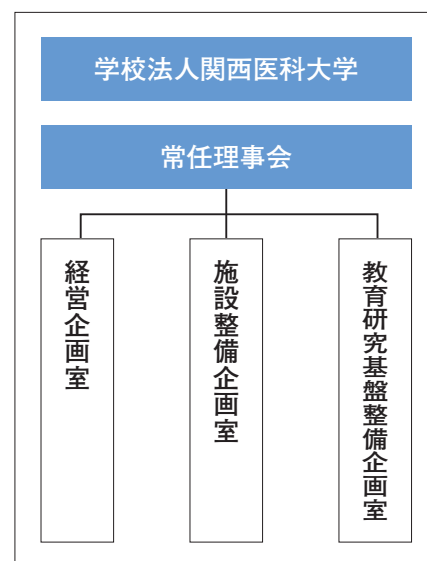 学校法人関西医科大学
常任理事会
経営企画室
施設整備企画室
教育研究基盤整備企画室